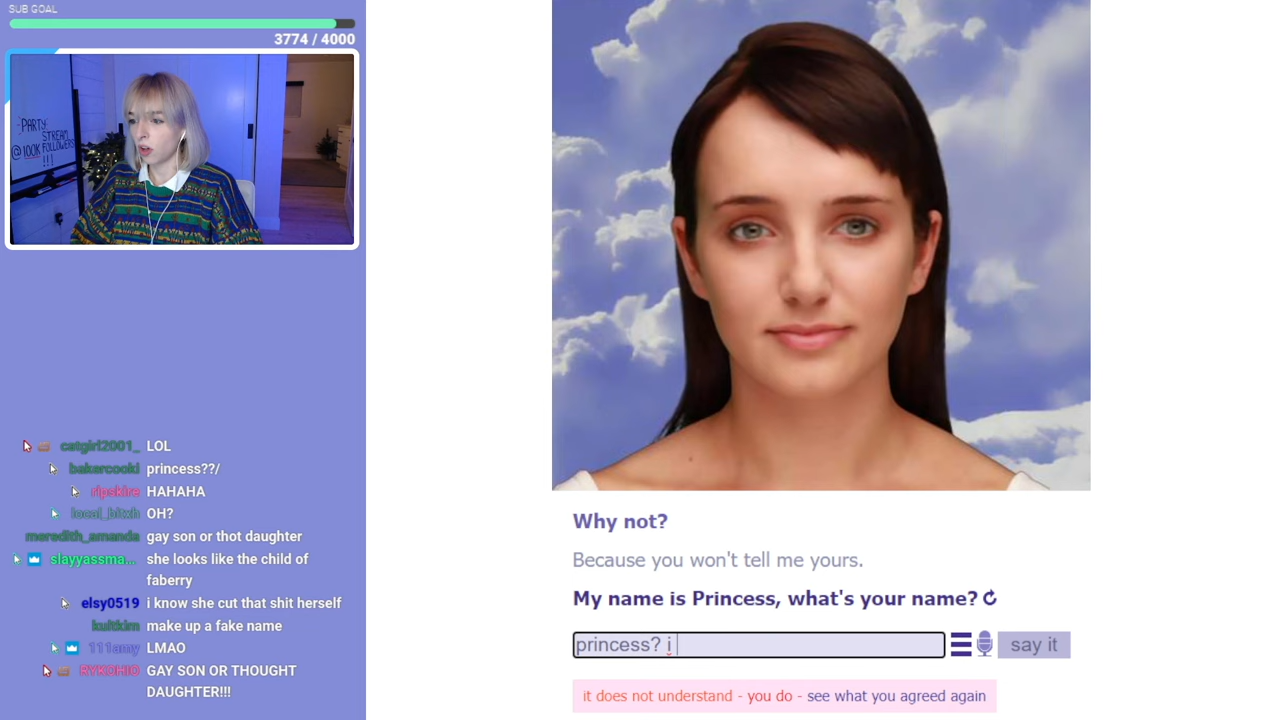 SUB GOAL
3774 / 4000
PARTY
STREAM
@100K FOLLOWERS
!!!
catgirl2001_ LOL
bakercooki princess??/
ripskire HAHAHA
local_bitxh OH?
meredith_amanda gay son or thot daughter
slayyassma... she looks like the child of
faberry
elsy0519 i know she cut that shit herself
kultkim make up a fake name
111amy LMAO
RYKOHIO GAY SON OR THOUGHT
DAUGHTER!!!
Why not?
Because you won't tell me yours.
My name is Princess, what's your name?
princess? i
say it
it does not understand - you do - see what you agreed again